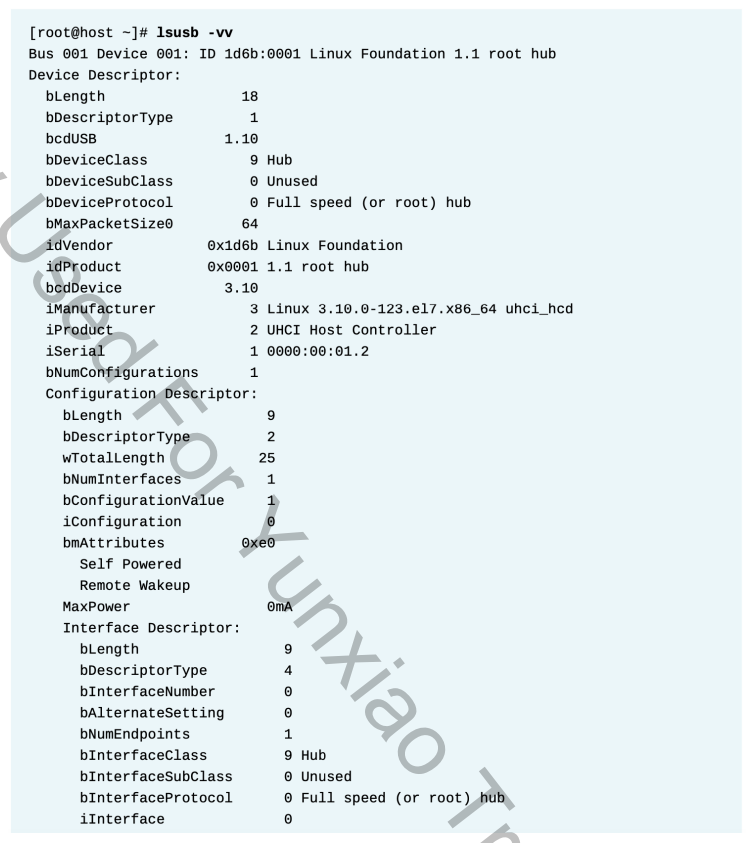 [root@host ~]# lsusb -vv
Bus 001 Device 001: ID 1d6b:0001 Linux Foundation 1.1 root hub
Device Descriptor:
  bLength                18
  bDescriptorType         1
  bcdUSB               1.10
  bDeviceClass            9 Hub
  bDeviceSubClass         0 Unused
  bDeviceProtocol         0 Full speed (or root) hub
  bMaxPacketSize0        64
  idVendor           0x1d6b Linux Foundation
  idProduct          0x0001 1.1 root hub
  bcdDevice            3.10
  iManufacturer           3 Linux 3.10.0-123.el7.x86_64 uhci_hcd
  iProduct                2 UHCI Host Controller
  iSerial                 1 0000:00:01.2
  bNumConfigurations      1
  Configuration Descriptor:
    bLength                 9
    bDescriptorType         2
    wTotalLength           25
    bNumInterfaces          1
    bConfigurationValue     1
    iConfiguration          0
    bmAttributes         0xe0
      Self Powered
      Remote Wakeup
    MaxPower                0mA
    Interface Descriptor:
      bLength                 9
      bDescriptorType         4
      bInterfaceNumber        0
      bAlternateSetting       0
      bNumEndpoints           1
      bInterfaceClass         9 Hub
      bInterfaceSubClass      0 Unused
      bInterfaceProtocol      0 Full speed (or root) hub
      iInterface              0
Used For Yunxiao